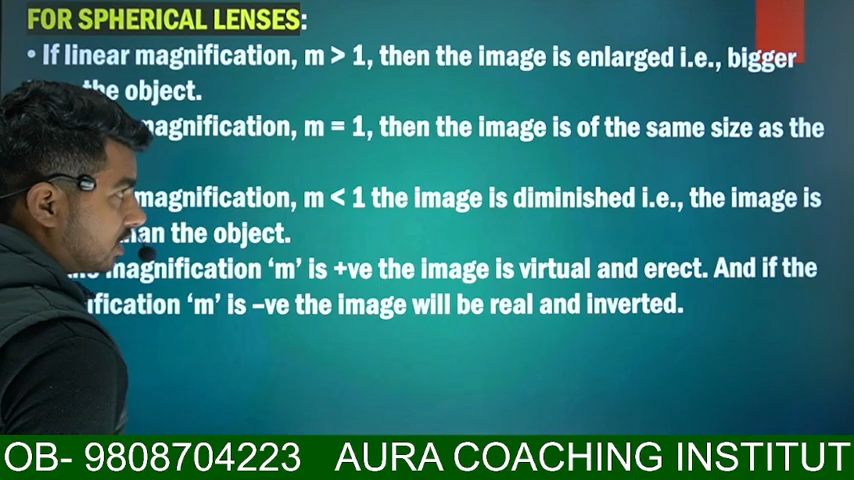 FOR SPHERICAL LENSES:
• If linear magnification, m > 1, then the image is enlarged i.e., bigger
the object.
magnification, m = 1, then the image is of the same size as the
magnification, m < 1 the image is diminished i.e., the image is
than the object.
magnification ‘m’ is +ve the image is virtual and erect. And if the
‘m’ is –ve the image will be real and inverted.
OB- 9808704223 AURA COACHING INSTITUT